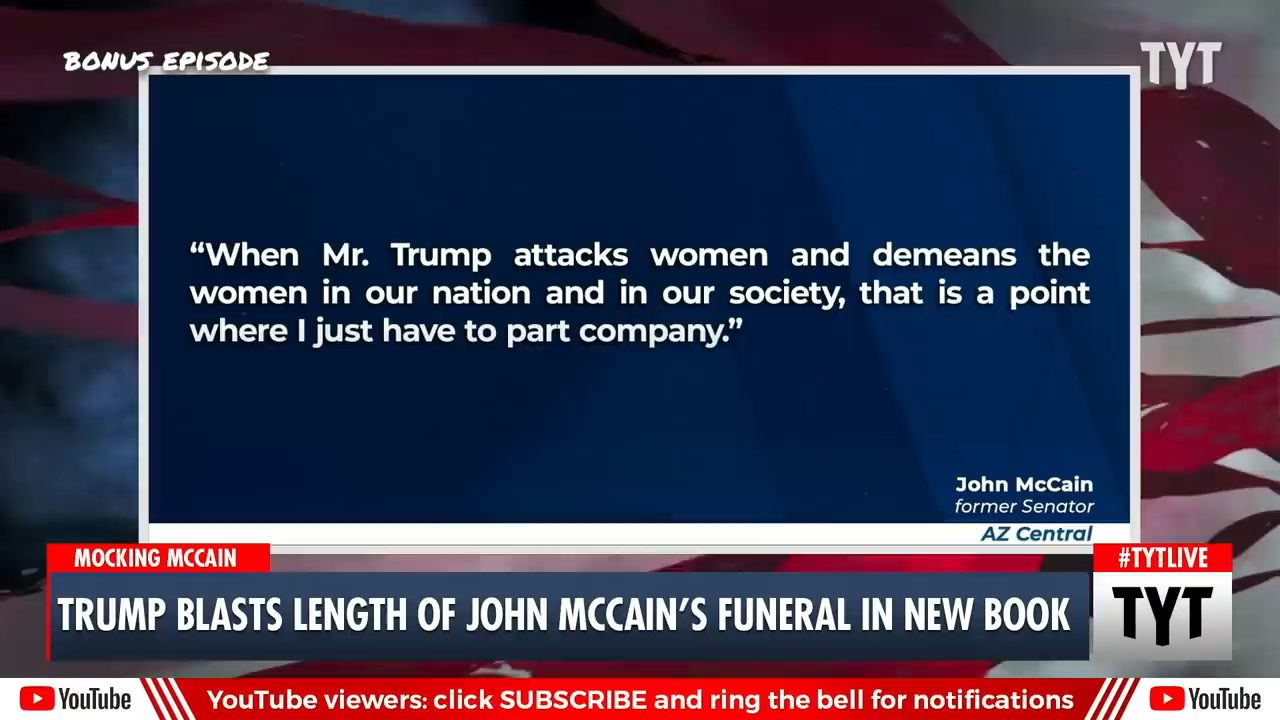 BONUS EPISODE
TYT
“When Mr. Trump attacks women and demeans the
women in our nation and in our society, that is a point
where I just have to part company.”
John McCain
former Senator
AZ Central
MOCKING MCCAIN
#TYTLIVE
TRUMP BLASTS LENGTH OF JOHN MCCAIN’S FUNERAL IN NEW BOOK
TYT
YouTube
YouTube viewers: click SUBSCRIBE and ring the bell for notifications
YouTube